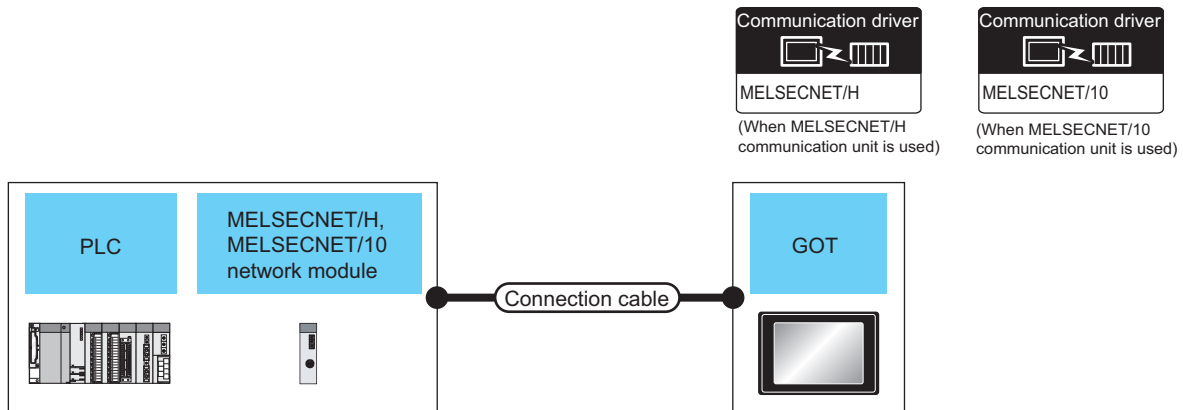 Communication driver
MELSECNET/H
(When MELSECNET/H
communication unit is used)
Communication driver
MELSECNET/10
(When MELSECNET/10
communication unit is used)
PLC
MELSECNET/H,
MELSECNET/10
network module
Connection cable
GOT